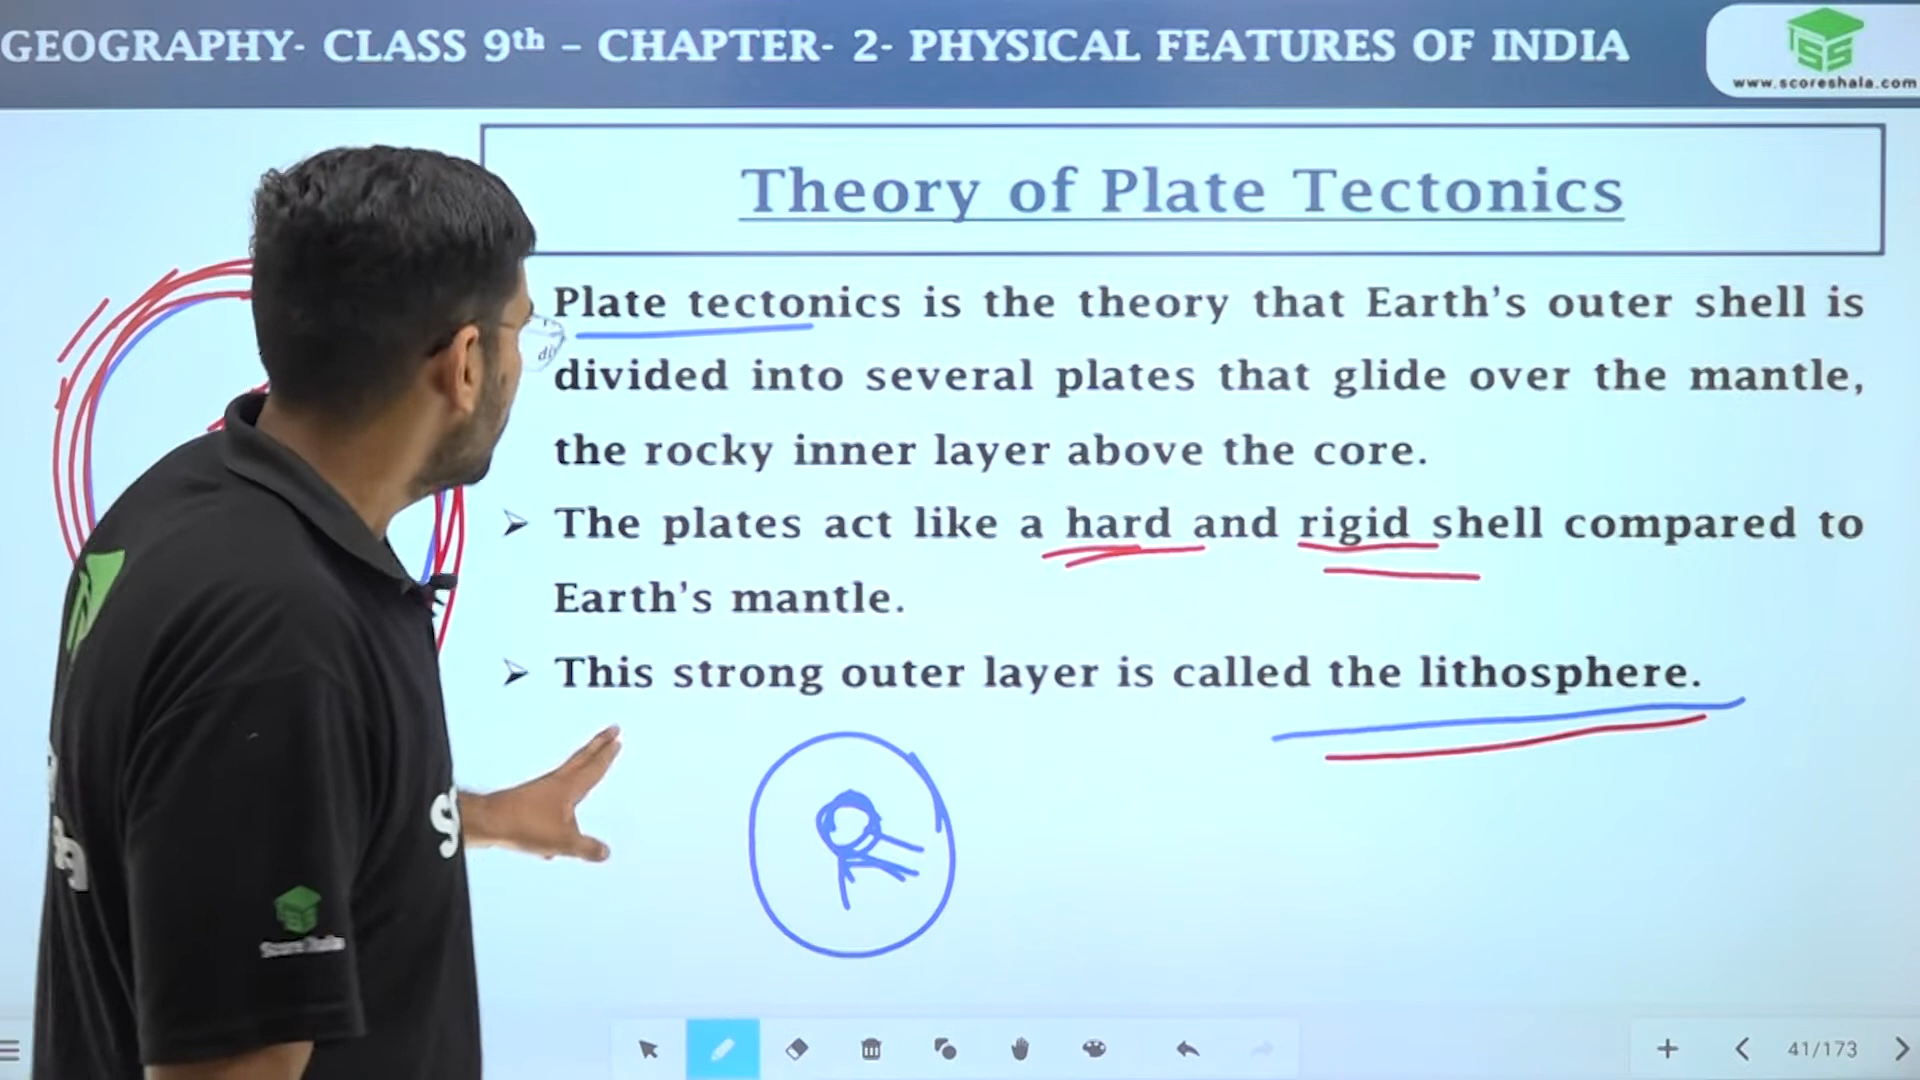 GEOGRAPHY- CLASS 9th – CHAPTER- 2- PHYSICAL FEATURES OF INDIA
www.scoreshala.com
Theory of Plate Tectonics
Plate tectonics is the theory that Earth's outer shell is
divided into several plates that glide over the mantle,
the rocky inner layer above the core.
➢ The plates act like a hard and rigid shell compared to
Earth's mantle.
➢ This strong outer layer is called the lithosphere.
41/173